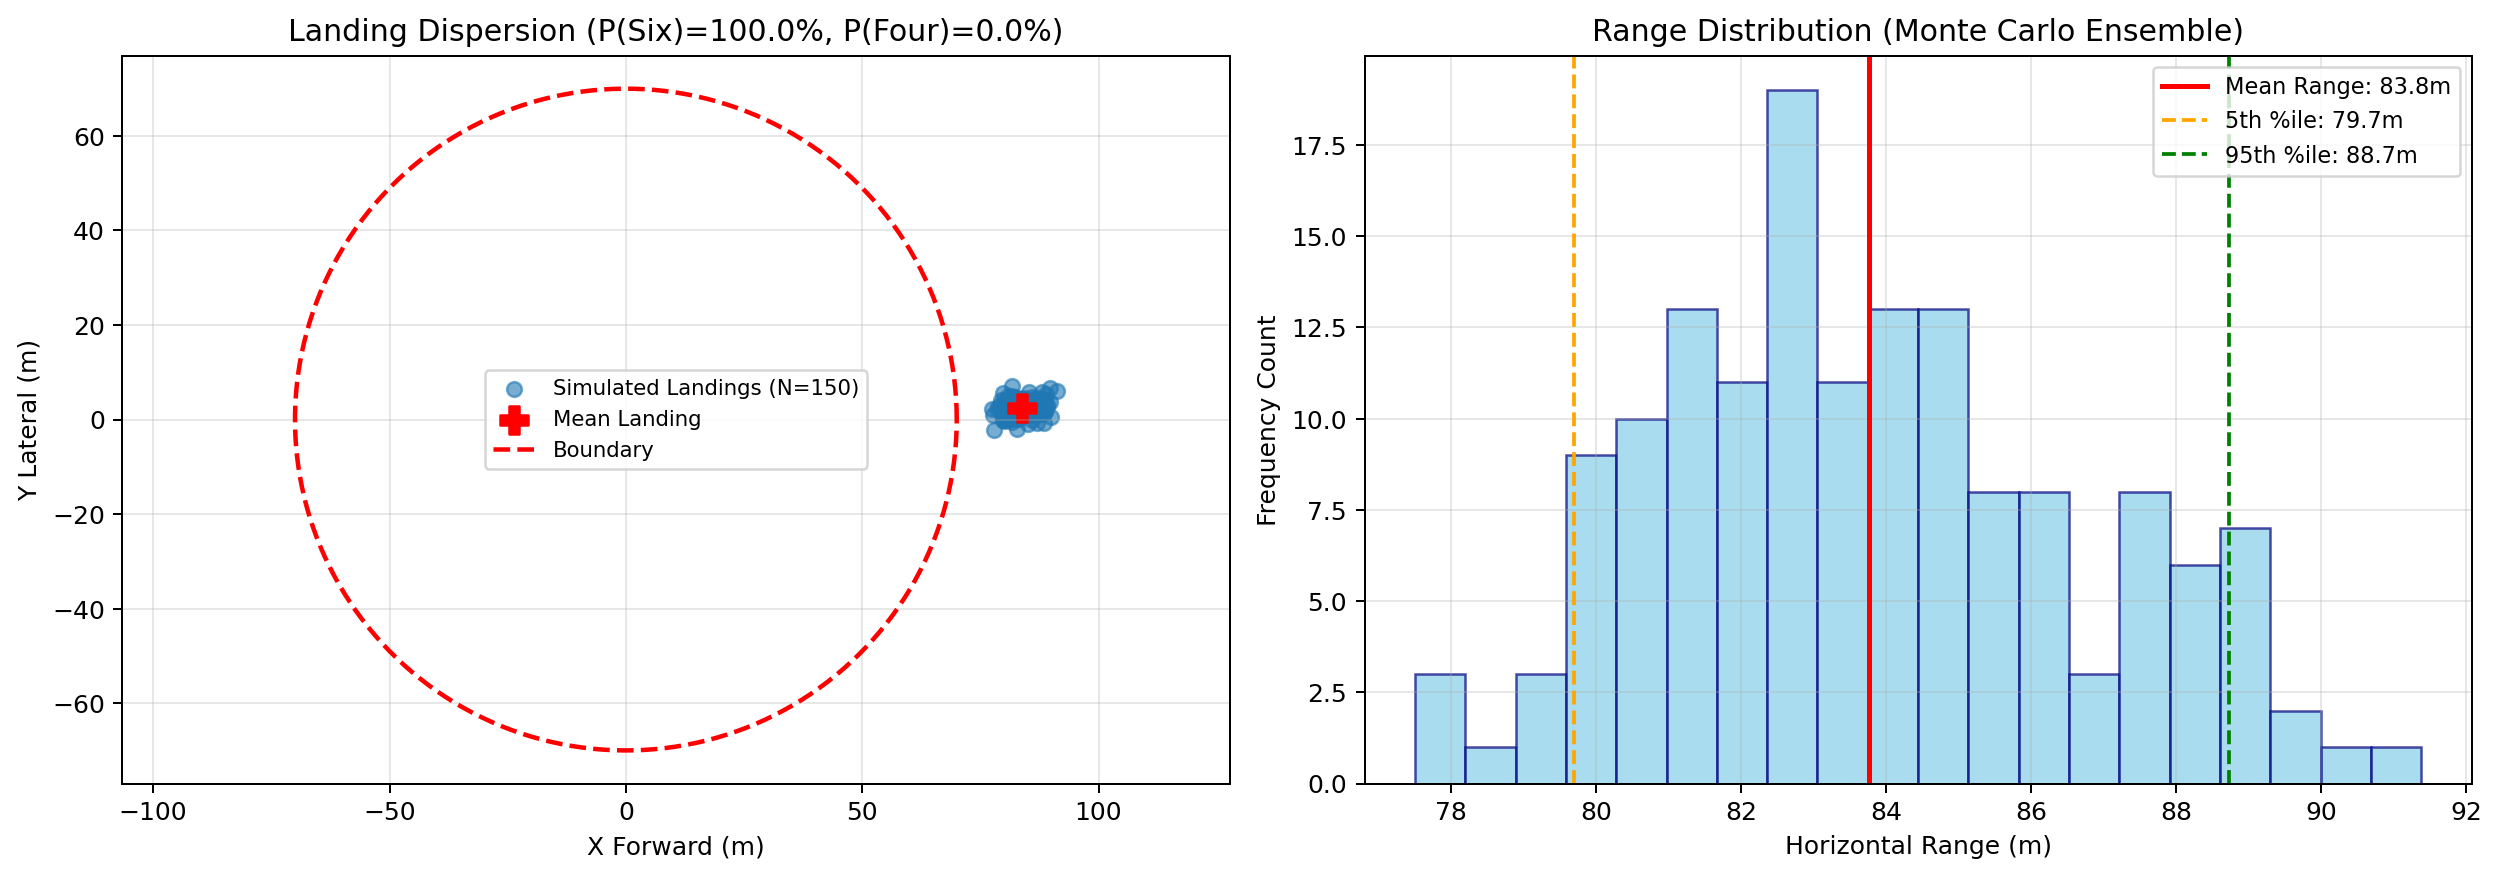 Landing Dispersion (P(Six)=100.0%, P(Four)=0.0%)
Y Lateral (m)
60
40
20
0
−20
−40
−60
Simulated Landings (N=150)
Mean Landing
Boundary
−100
−50
0
50
100
X Forward (m)
Range Distribution (Monte Carlo Ensemble)
Frequency Count
17.5
15.0
12.5
10.0
7.5
5.0
2.5
0.0
Mean Range: 83.8m
5th %ile: 79.7m
95th %ile: 88.7m
78
80
82
84
86
88
90
92
Horizontal Range (m)